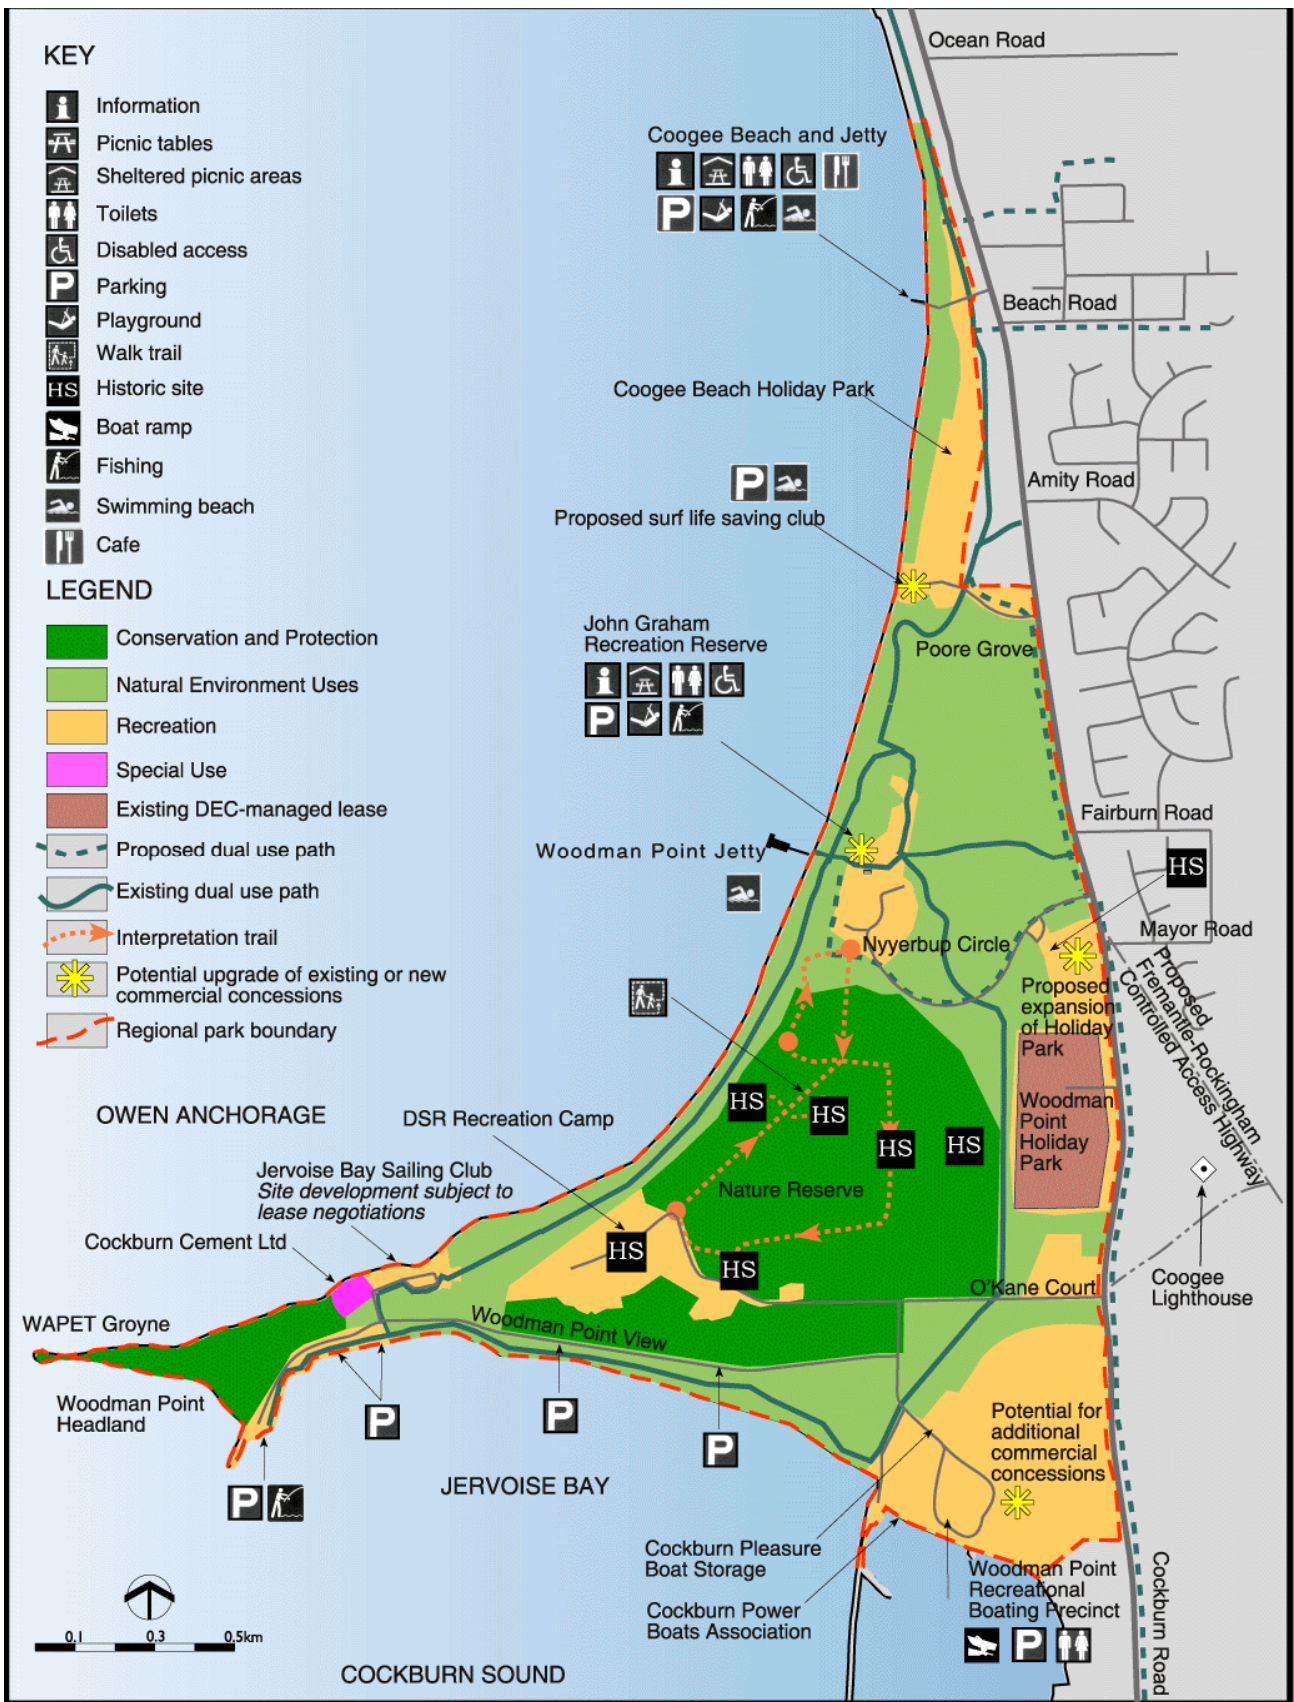 KEY
Information
Picnic tables
Sheltered picnic areas
Toilets
Disabled access
P
Parking
Playground
Walk trail
HS
Historic site
Boat ramp
Fishing
Swimming beach
Cafe
LEGEND
Conservation and Protection
Natural Environment Uses
Recreation
Special Use
Existing DEC-managed lease
Proposed dual use path
Existing dual use path
Interpretation trail
Potential upgrade of existing or new
commercial concessions
Regional park boundary
Ocean Road
Coogee Beach and Jetty
P
Beach Road
Coogee Beach Holiday Park
Amity Road
P
Proposed surf life saving club
John Graham
Recreation Reserve
P
Poore Grove
Fairburn Road
Woodman Point Jetty
HS
Mayor Road
Nyyerbup Circle
Proposed
Fremantle-Rockingham
Controlled Access Highway
Proposed
expansion
of Holiday
Park
Woodman
Point
Holiday
Park
HS
HS
HS
HS
Nature Reserve
OWEN ANCHORAGE
DSR Recreation Camp
HS
HS
Jervoise Bay Sailing Club
Site development subject to
lease negotiations
Cockburn Cement Ltd
WAPET Groyne
Woodman Point View
O'Kane Court
Coogee
Lighthouse
Woodman Point
Headland
P
P
P
P
JERVOISE BAY
Potential for
additional
commercial
concessions
Cockburn Pleasure
Boat Storage
Cockburn Power
Boats Association
Woodman Point
Recreational
Boating Precinct
P
Cockburn Road
0.1 0.3 0.5km
COCKBURN SOUND